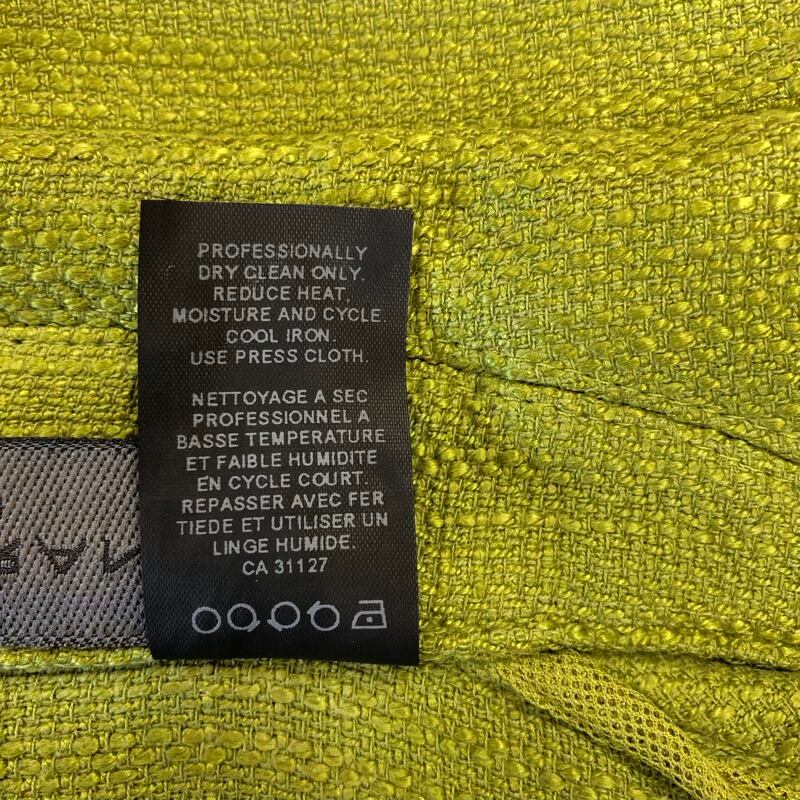 PROFESSIONALLY
DRY CLEAN ONLY.
REDUCE HEAT,
MOISTURE AND CYCLE.
COOL IRON.
USE PRESS CLOTH.
NETTOYAGE A SEC
PROFESSIONNEL A
BASSE TEMPERATURE
ET FAIBLE HUMIDITE
EN CYCLE COURT.
REPASSER AVEC FER
TIEDE ET UTILISER UN
LINGE HUMIDE.
CA 31127